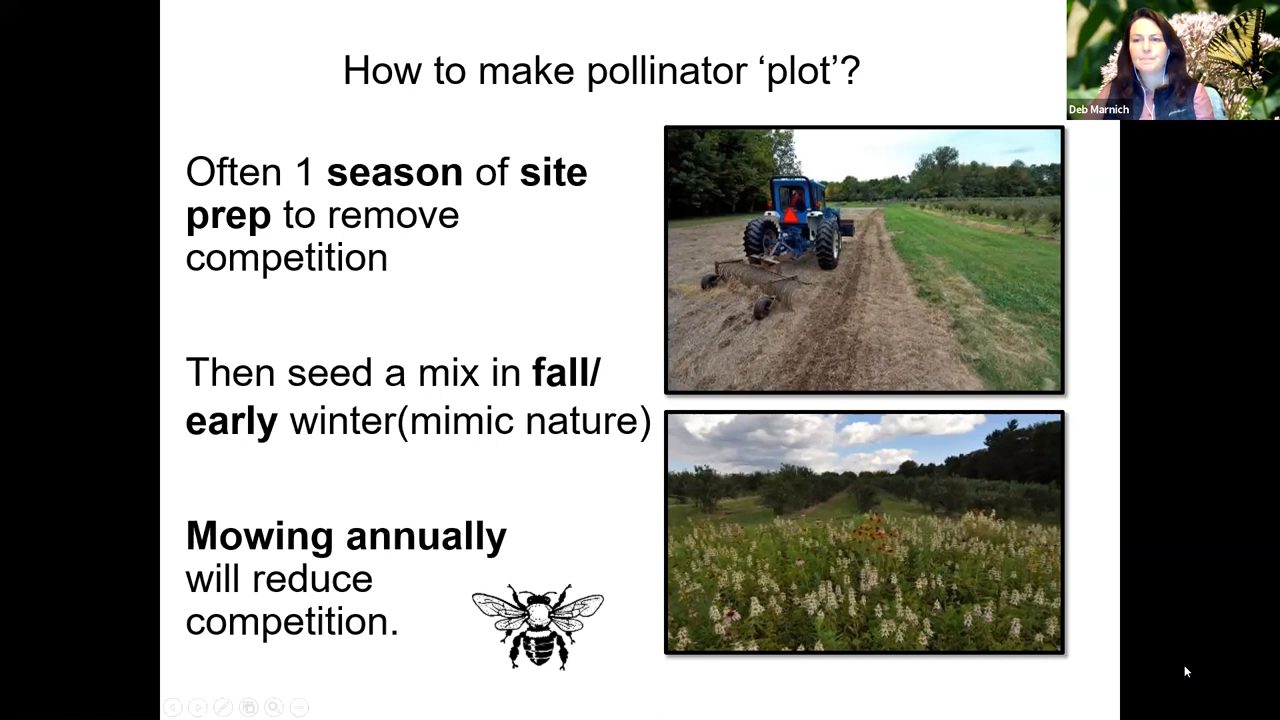 How to make pollinator ‘plot’?
Deb Marnich
Often 1 season of site
prep to remove
competition
Then seed a mix in fall/
early winter(mimic nature)
Mowing annually
will reduce
competition.